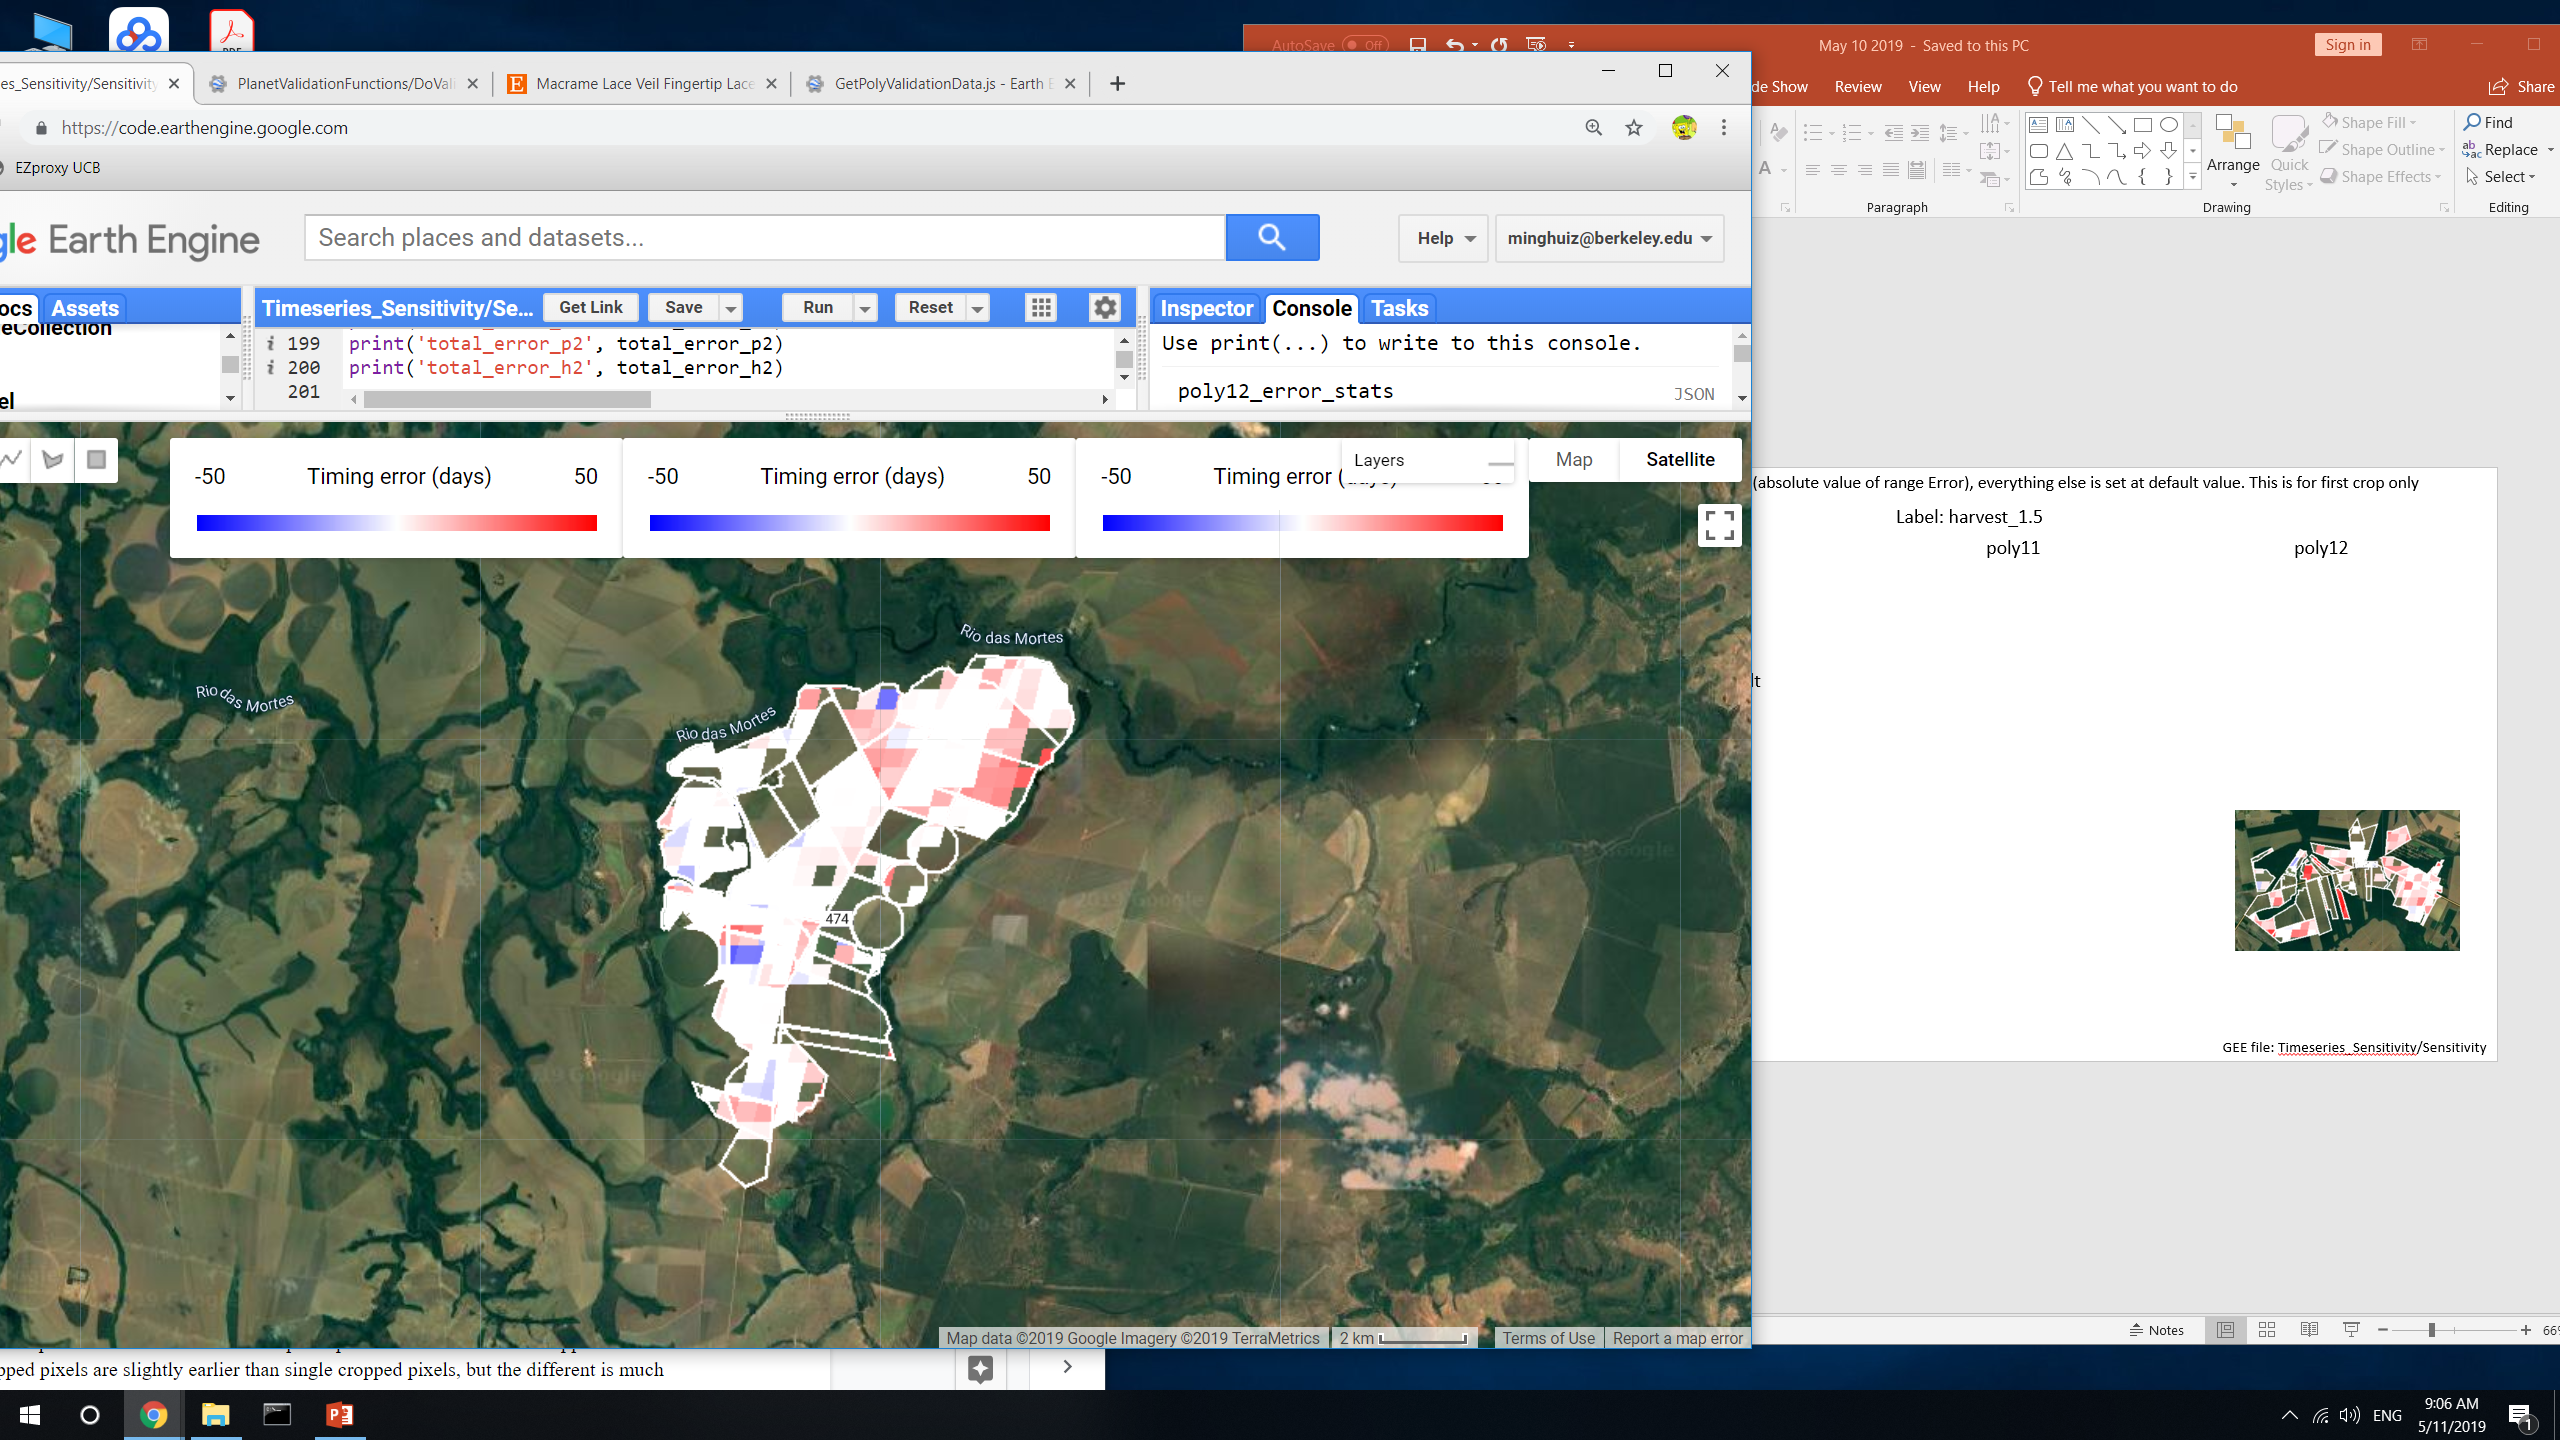 AutoSave Off
May 10 2019 - Saved to this PC
Sign in
es_Sensitivity/Sensitivity
PlanetValidationFunctions/DoVali
Macrame Lace Veil Fingertip Lace
GetPolyValidationData.js - Earth E
de Show
Review
View
Help
Tell me what you want to do
Share
https://code.earthengine.google.com
EZproxy UCB
Shape Fill
Shape Outline
Shape Effects
Arrange
Quick
Styles
Find
Replace
Select
Paragraph
Drawing
Editing
gle Earth Engine
Search places and datasets...
Help
minghuiz@berkeley.edu
ocs
Assets
eCollection
el
Timeseries_Sensitivity/Se...
Get Link
Save
Run
Reset
Inspector
Console
Tasks
i 199 print('total_error_p2', total_error_p2)
i 200 print('total_error_h2', total_error_h2)
201
Use print(...) to write to this console.
poly12_error_stats
JSON
-50 Timing error (days) 50
-50 Timing error (days) 50
-50 Timing error (
Layers
Map
Satellite
(absolute value of range Error), everything else is set at default value. This is for first crop only
Label: harvest_1.5
poly11
poly12
lt
Rio das Mortes
Rio das Mortes
Rio das Mortes
474
GEE file: Timeseries_Sensitivity/Sensitivity
Map data ©2019 Google Imagery ©2019 TerraMetrics
2 km
Terms of Use
Report a map error
Notes
66%
pped pixels are slightly earlier than single cropped pixels, but the different is much
ENG
9:06 AM
5/11/2019
1